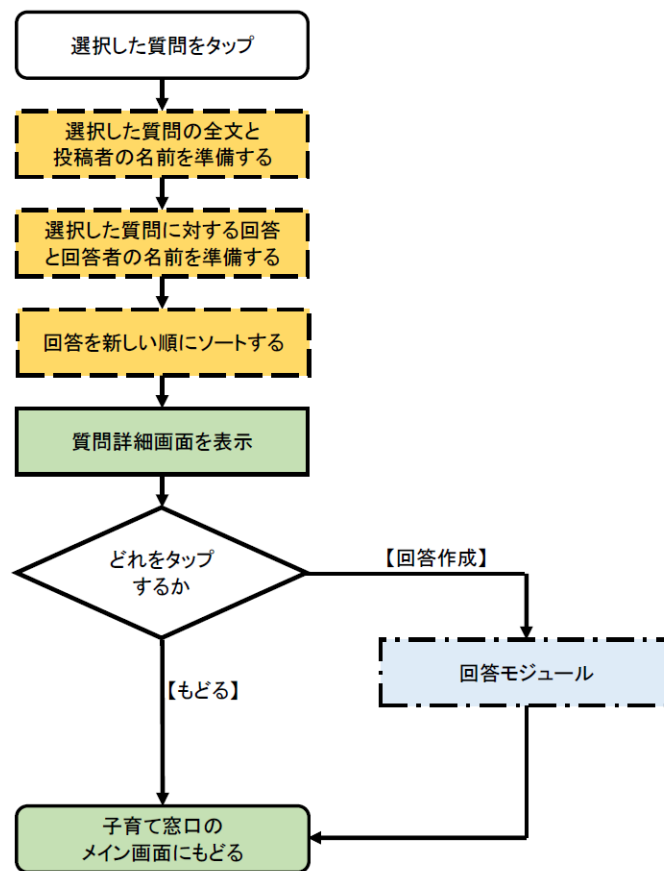 選択した質問をタップ
選択した質問の全文と
投稿者の名前を準備する
選択した質問に対する回答
と回答者の名前を準備する
回答を新しい順にソートする
質問詳細画面を表示
どれをタップ
するか
【回答作成】
回答モジュール
【もどる】
子育て窓口の
メイン画面にもどる